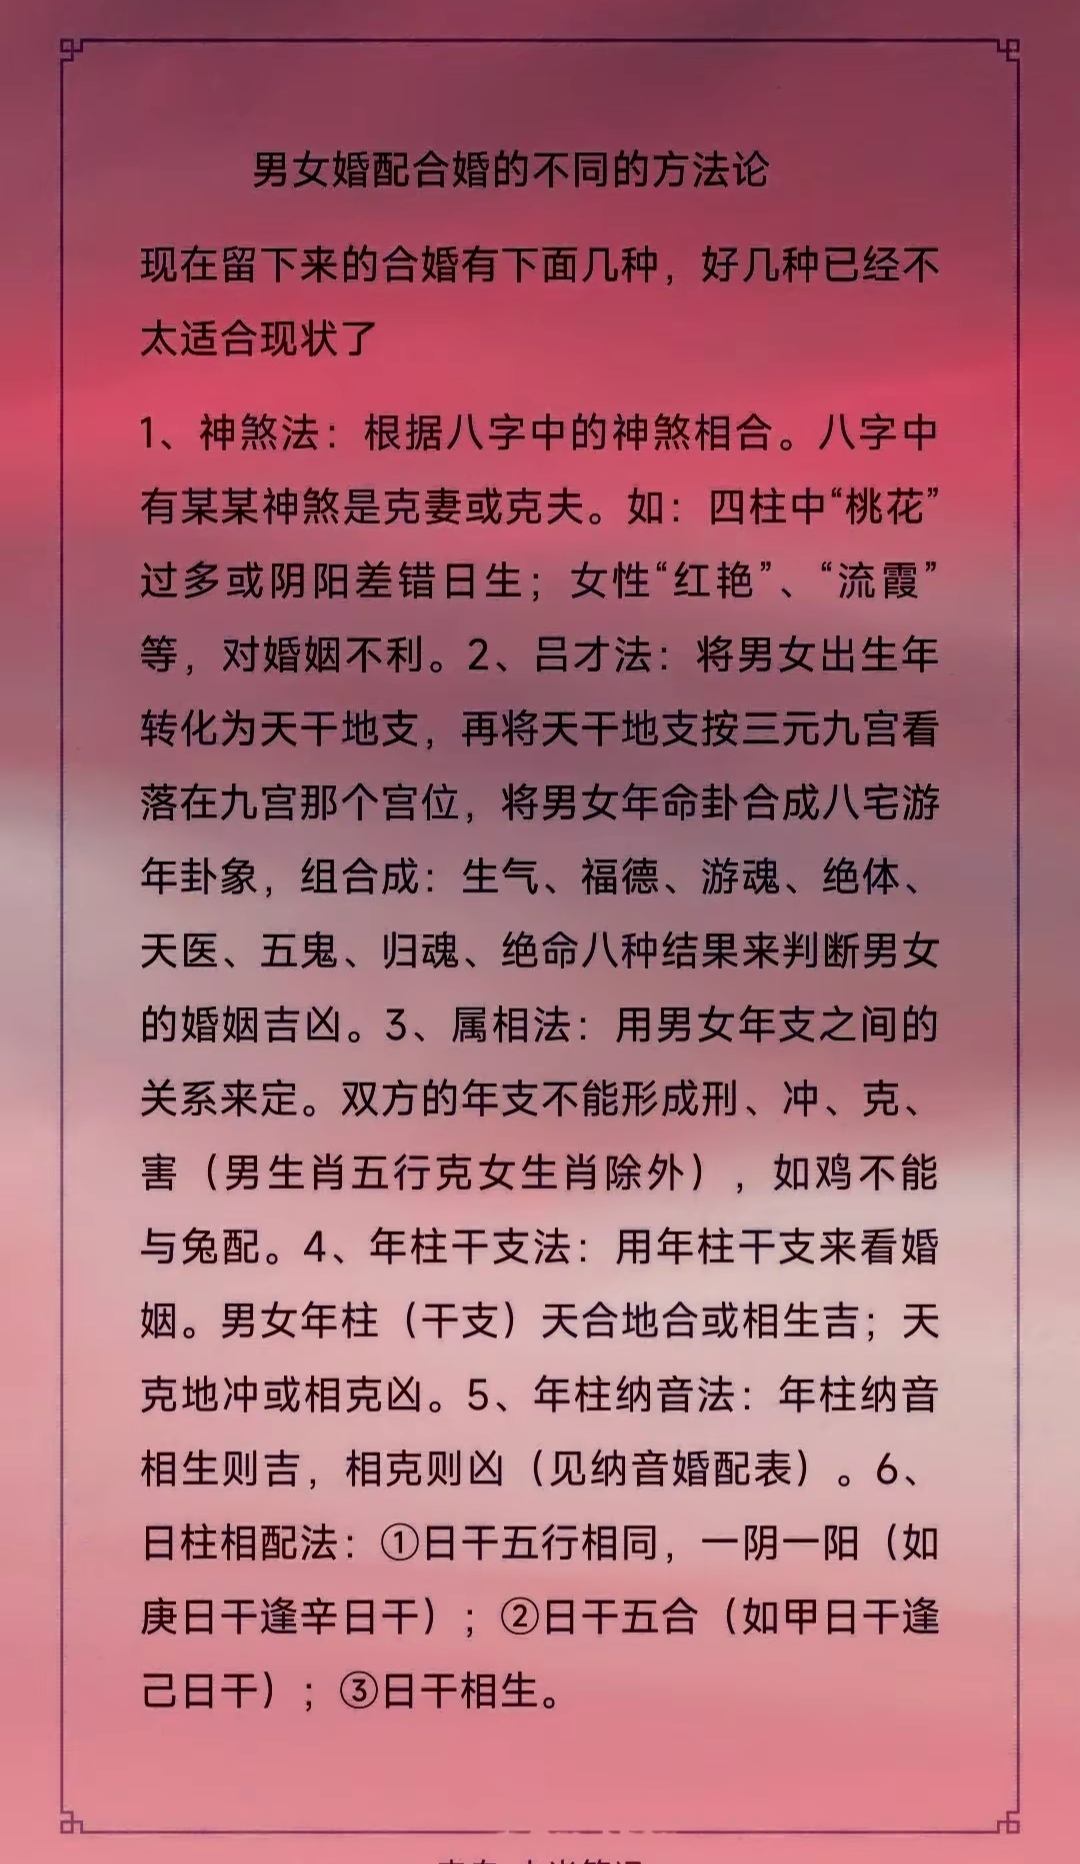 男女婚配合婚的不同的方法论
现在留下来的合婚有下面几种，好几种已经不
太适合现状了
1、神煞法：根据八字中的神煞相合。八字中
有某某神煞是克妻或克夫。如：四柱中“桃花”
过多或阴阳差错日生；女性“红艳”、“流霞”
等，对婚姻不利。2、吕才法：将男女出生年
转化为天干地支，再将天干地支按三元九宫看
落在九宫那个宫位，将男女年命卦合成八宅游
年卦象，组合成：生气、福德、游魂、绝体、
天医、五鬼、归魂、绝命八种结果来判断男女
的婚姻吉凶。3、属相法：用男女年支之间的
关系来定。双方的年支不能形成刑、冲、克、
害（男生肖五行克女生肖除外），如鸡不能
与兔配。4、年柱干支法：用年柱干支来看婚
姻。男女年柱（干支）天合地合或相生吉；天
克地冲或相克凶。5、年柱纳音法：年柱纳音
相生则吉，相克则凶（见纳音婚配表）。6、
日柱相配法：①日干五行相同，一阴一阳（如
庚日干逢辛日干）；②日干五合（如甲日干逢
己日干）；③日干相生。